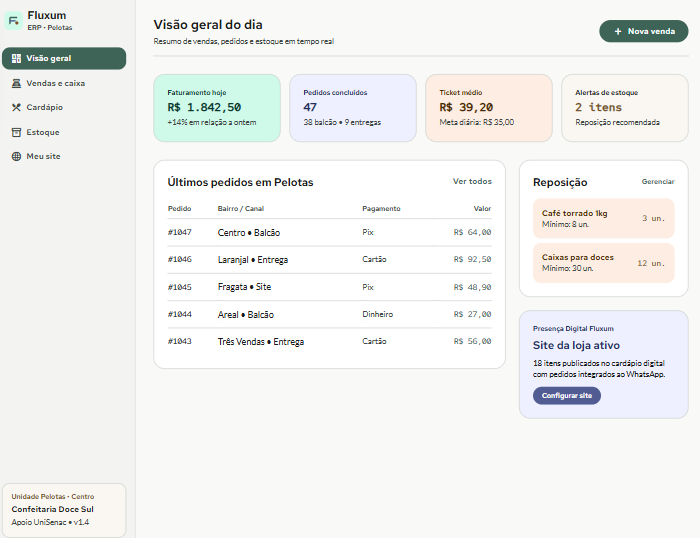 Fluxum
ERP • Pelotas
Visão geral
Vendas e caixa
Cardápio
Estoque
Meu site
Unidade Pelotas • Centro
Confeitaria Doce Sul
Apoio UniSenac • v1.4
Visão geral do dia
Resumo de vendas, pedidos e estoque em tempo real
+ Nova venda
Faturamento hoje
R$ 1.842,50
+14% em relação a ontem
Pedidos concluídos
47
38 balcão • 9 entregas
Ticket médio
R$ 39,20
Meta diária: R$ 35,00
Alertas de estoque
2 itens
Reposição recomendada
Últimos pedidos em Pelotas
Ver todos
Pedido Bairro / Canal Pagamento Valor
#1047 Centro • Balcão Pix R$ 64,00
#1046 Laranjal • Entrega Cartão R$ 92,50
#1045 Fragata • Site Pix R$ 48,90
#1044 Areal • Balcão Dinheiro R$ 27,00
#1043 Três Vendas • Entrega Cartão R$ 56,00
Reposição
Gerenciar
Café torrado 1kg
Mínimo: 8 un.
3 un.
Caixas para doces
Mínimo: 30 un.
12 un.
Presença Digital Fluxum
Site da loja ativo
18 itens publicados no cardápio digital
com pedidos integrados ao WhatsApp.
Configurar site